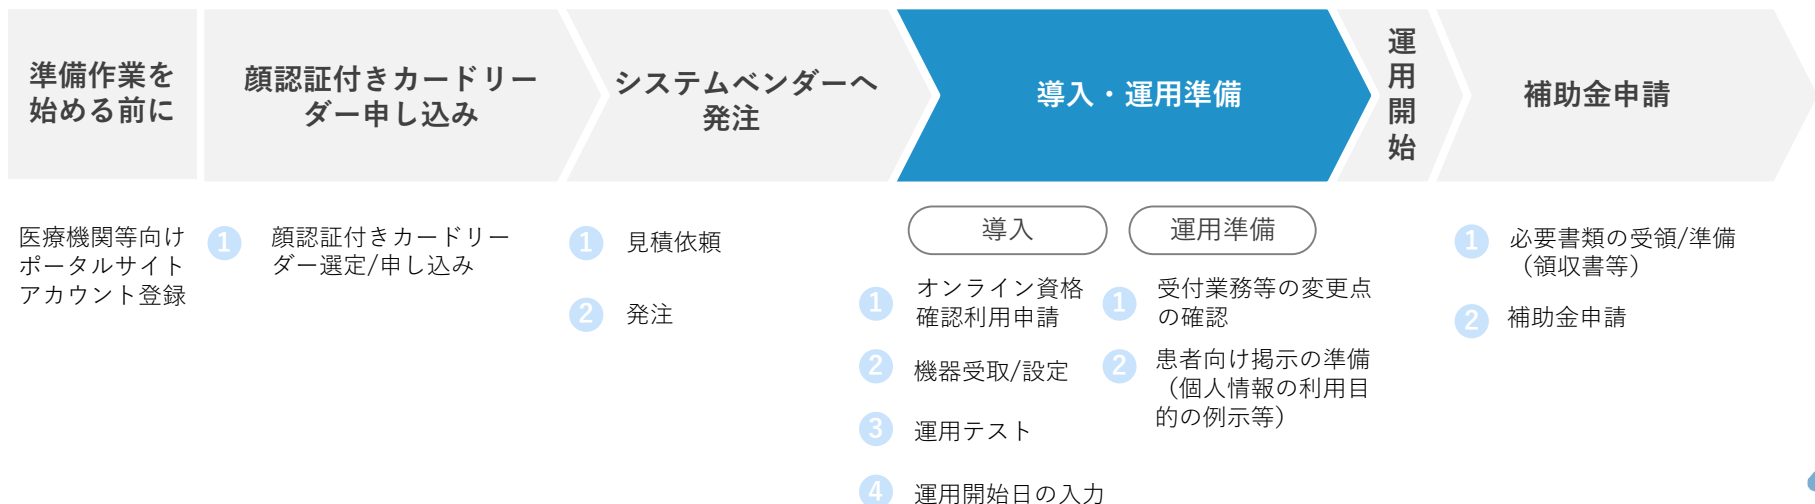 準備作業を
始める前に
顔認証付きカードリー
ダー申し込み
システムベンダーへ
発注
導入・運用準備
運用開始
補助金申請
医療機関等向け
ポータルサイト
アカウント登録
1 顔認証付きカードリー
ダー選定/申し込み
1 見積依頼
2 発注
導入
1 オンライン資格
確認利用申請
2 機器受取/設定
3 運用テスト
4 運用開始日の入力
運用準備
1 受付業務等の変更点
の確認
2 患者向け掲示の準備
（個人情報の利用目
的の例示等）
1 必要書類の受領/準備
（領収書等）
2 補助金申請